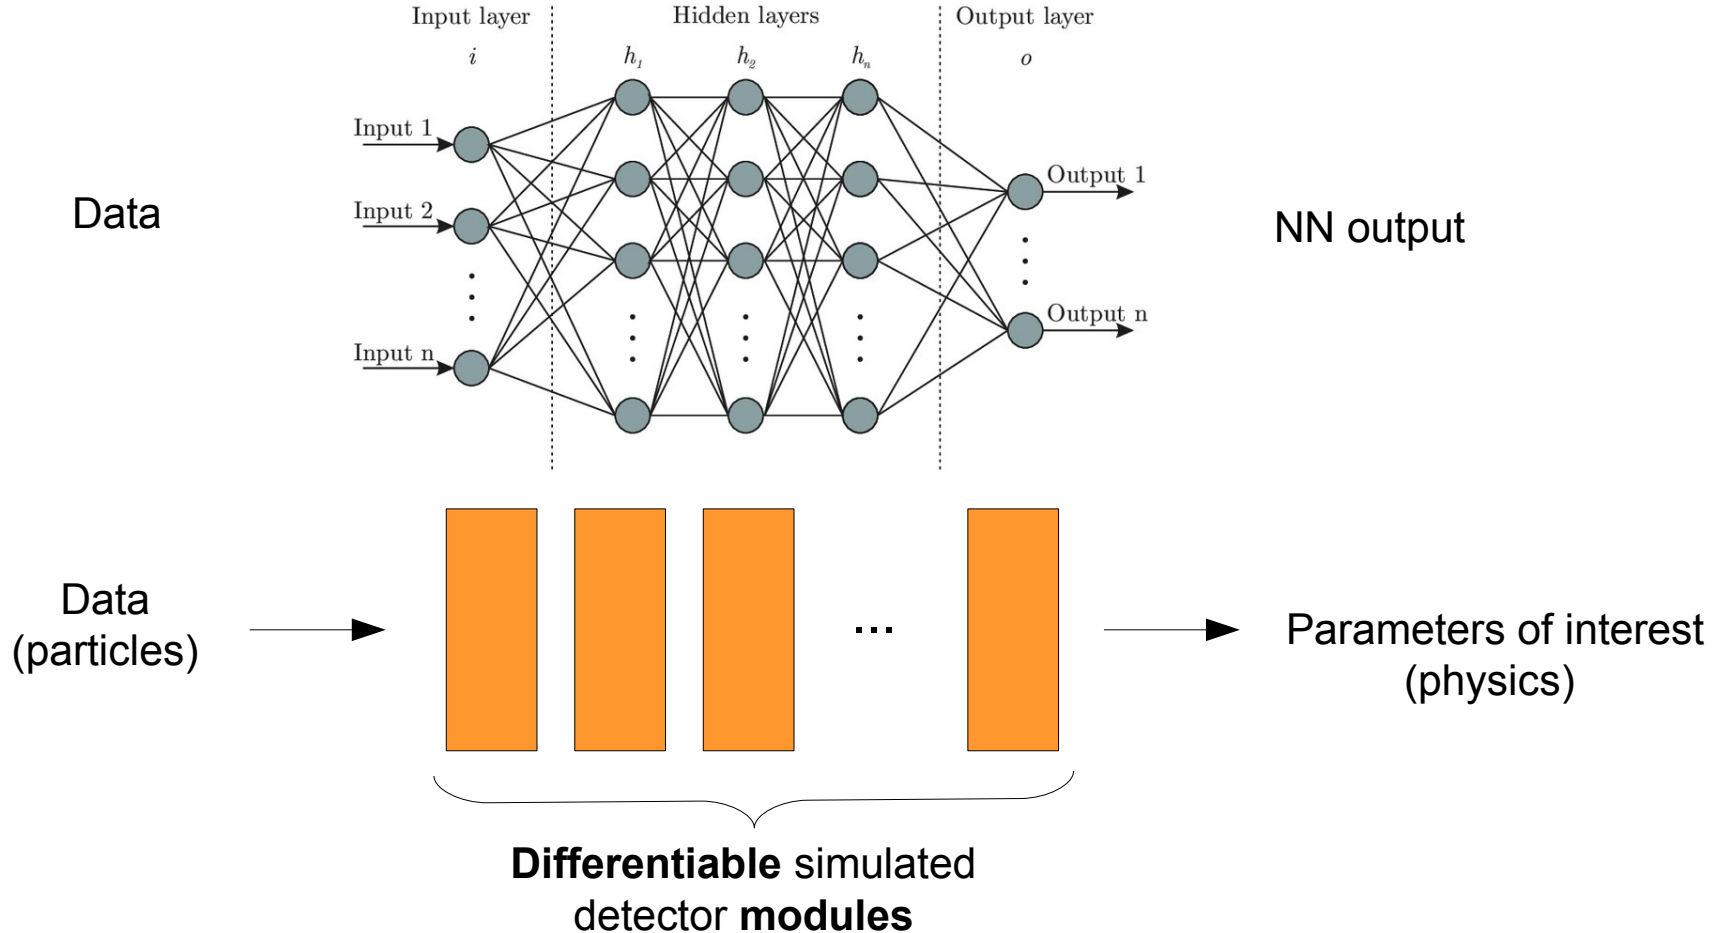 Input layer
Hidden layers
Output layer
i
h1
h2
hn
o
Input 1
Input 2
Input n
Output 1
Output n
Data
NN output
Data
(particles)
...
Parameters of interest
(physics)
Differentiable simulated
detector modules